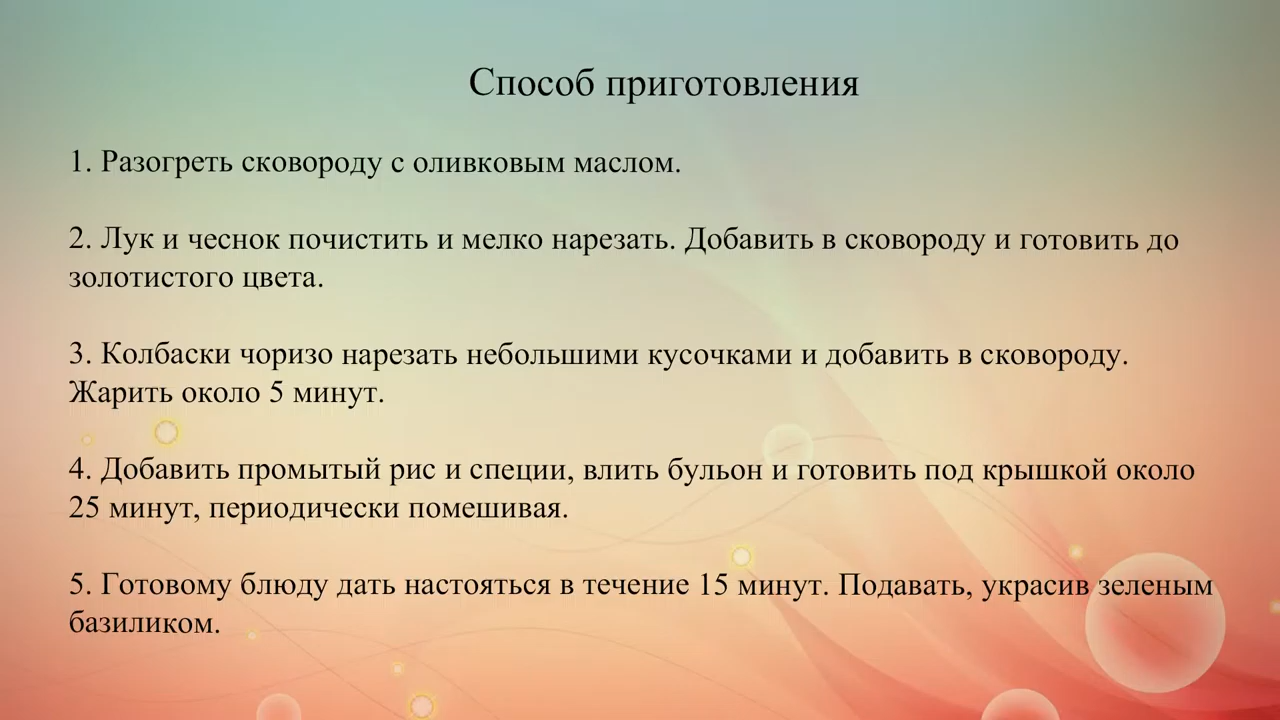 Способ приготовления
1. Разогреть сковороду с оливковым маслом.
2. Лук и чеснок почистить и мелко нарезать. Добавить в сковороду и готовить до
золотистого цвета.
3. Колбаски чоризо нарезать небольшими кусочками и добавить в сковороду.
Жарить около 5 минут.
4. Добавить промытый рис и специи, влить бульон и готовить под крышкой около
25 минут, периодически помешивая.
5. Готовому блюду дать настояться в течение 15 минут. Подавать, украсив зеленым
базиликом.